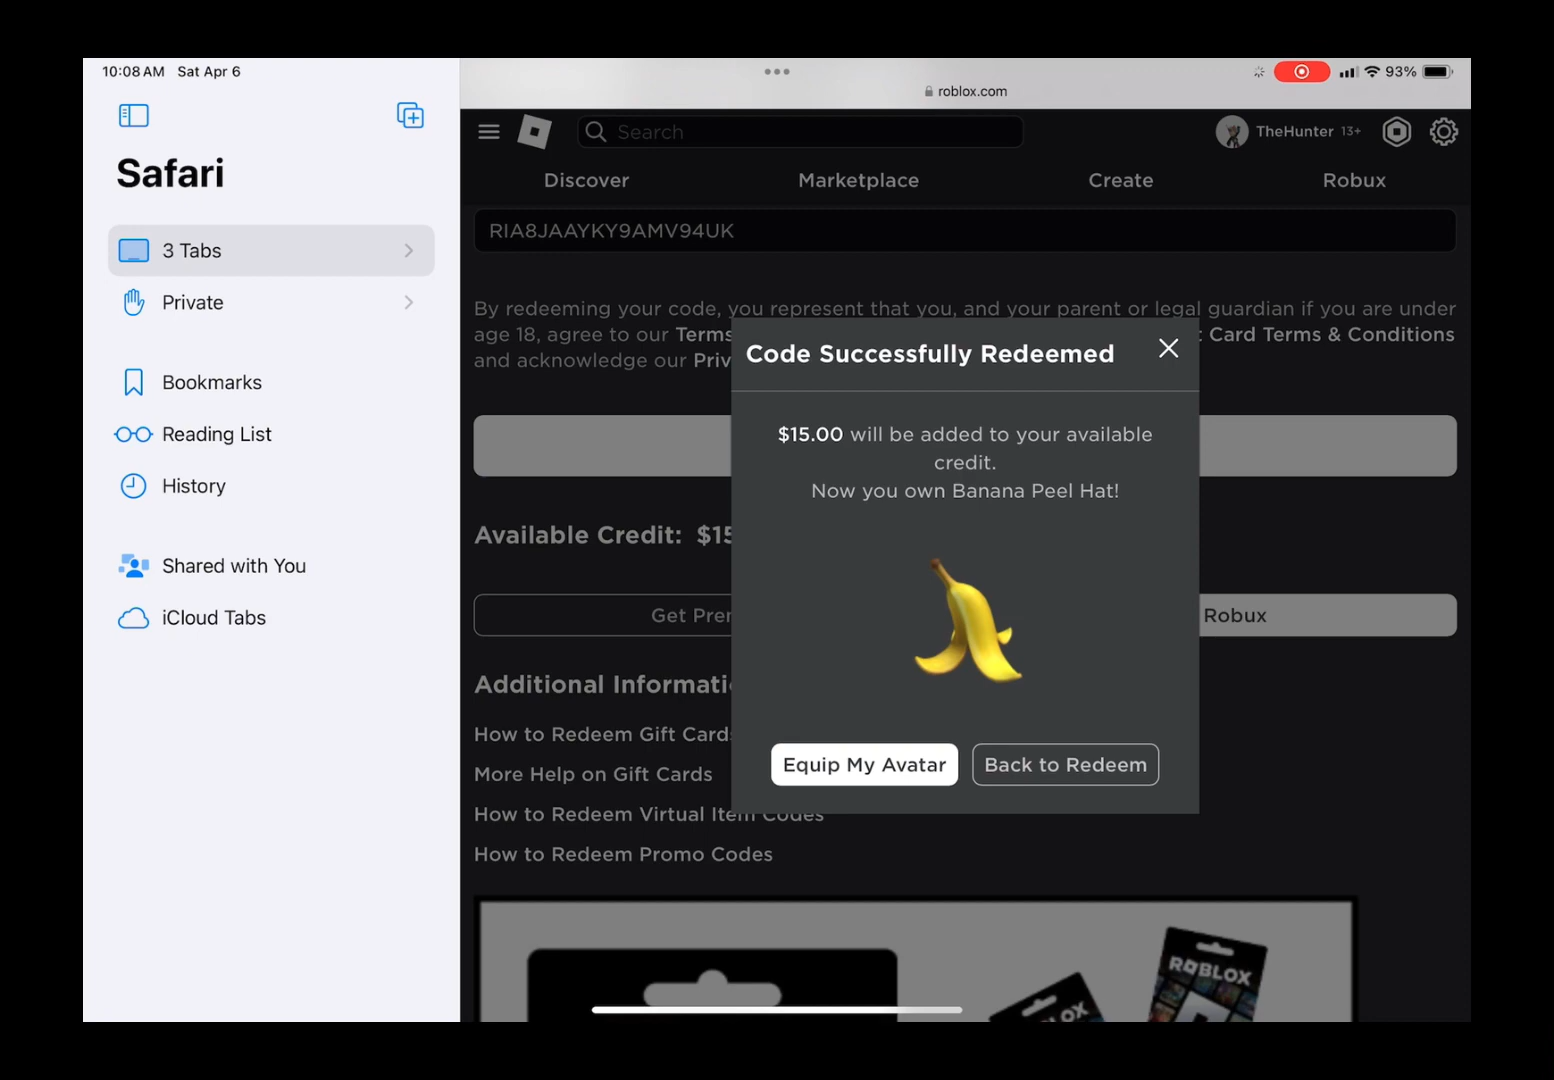 10:08 AM Sat Apr 6
93%
Safari
3 Tabs
Private
Bookmarks
Reading List
History
Shared with You
iCloud Tabs
roblox.com
Search
TheHunter 13+
Discover
Marketplace
Create
Robux
RIA8JAAYKY9AMV94UK
By redeeming your code, you represent that you, and your parent or legal guardian if you are under
age 18, agree to our Terms Card Terms & Conditions
and acknowledge our Priv
Code Successfully Redeemed
$15.00 will be added to your available
credit.
Now you own Banana Peel Hat!
Equip My Avatar
Back to Redeem
Available Credit: $15
Get Prem
Robux
Additional Informati
How to Redeem Gift Cards
More Help on Gift Cards
How to Redeem Virtual Item Codes
How to Redeem Promo Codes
ROBLOX